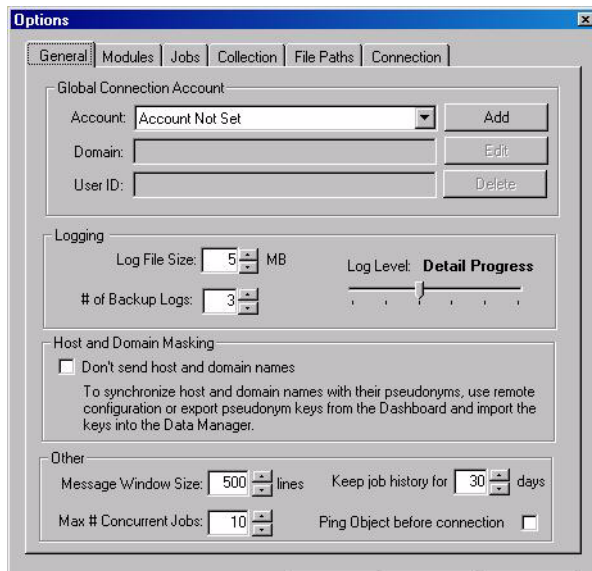 Options
General Modules Jobs Collection File Paths Connection
Global Connection Account
Account: Account Not Set Add
Domain: Edit
User ID: Delete
Logging
Log File Size: 5 MB Log Level: Detail Progress
# of Backup Logs: 3
Host and Domain Masking
Don't send host and domain names
To synchronize host and domain names with their pseudonyms, use remote
configuration or export pseudonym keys from the Dashboard and import the
keys into the Data Manager.
Other
Message Window Size: 500 lines Keep job history for 30 days
Max # Concurrent Jobs: 10 Ping Object before connection